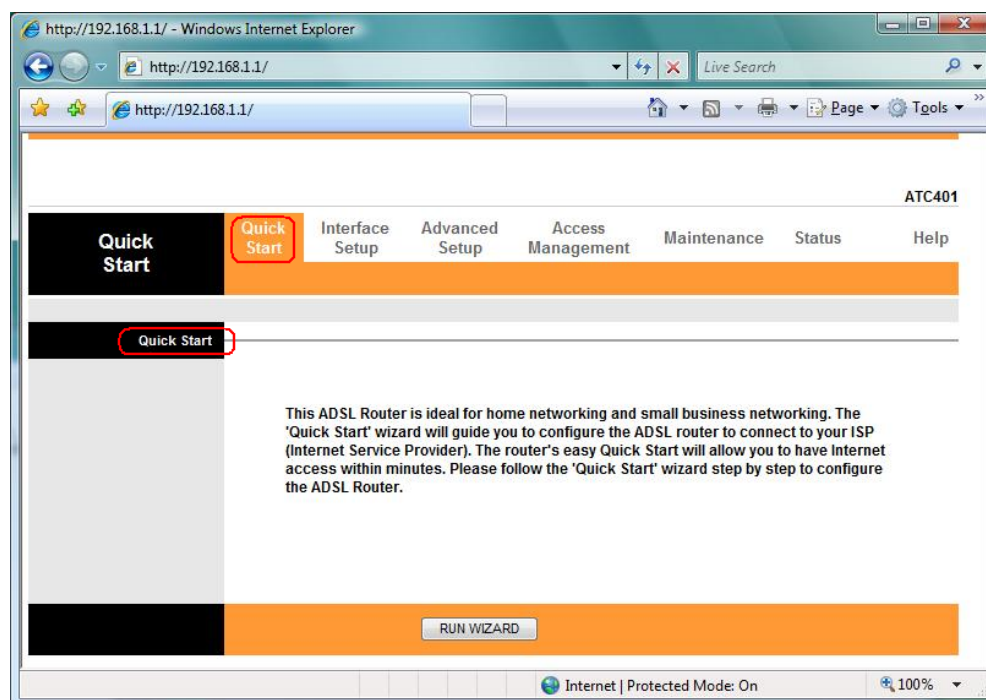 http://192.168.1.1/ - Windows Internet Explorer
http://192.168.1.1/
Live Search
http://192.168.1.1/
Page
Tools
ATC401
Quick
Start
Quick
Start
Interface
Setup
Advanced
Setup
Access
Management
Maintenance
Status
Help
Quick Start
This ADSL Router is ideal for home networking and small business networking. The
'Quick Start' wizard will guide you to configure the ADSL router to connect to your ISP
(Internet Service Provider). The router's easy Quick Start will allow you to have Internet
access within minutes. Please follow the 'Quick Start' wizard step by step to configure
the ADSL Router.
RUN WIZARD
Internet | Protected Mode: On
100%